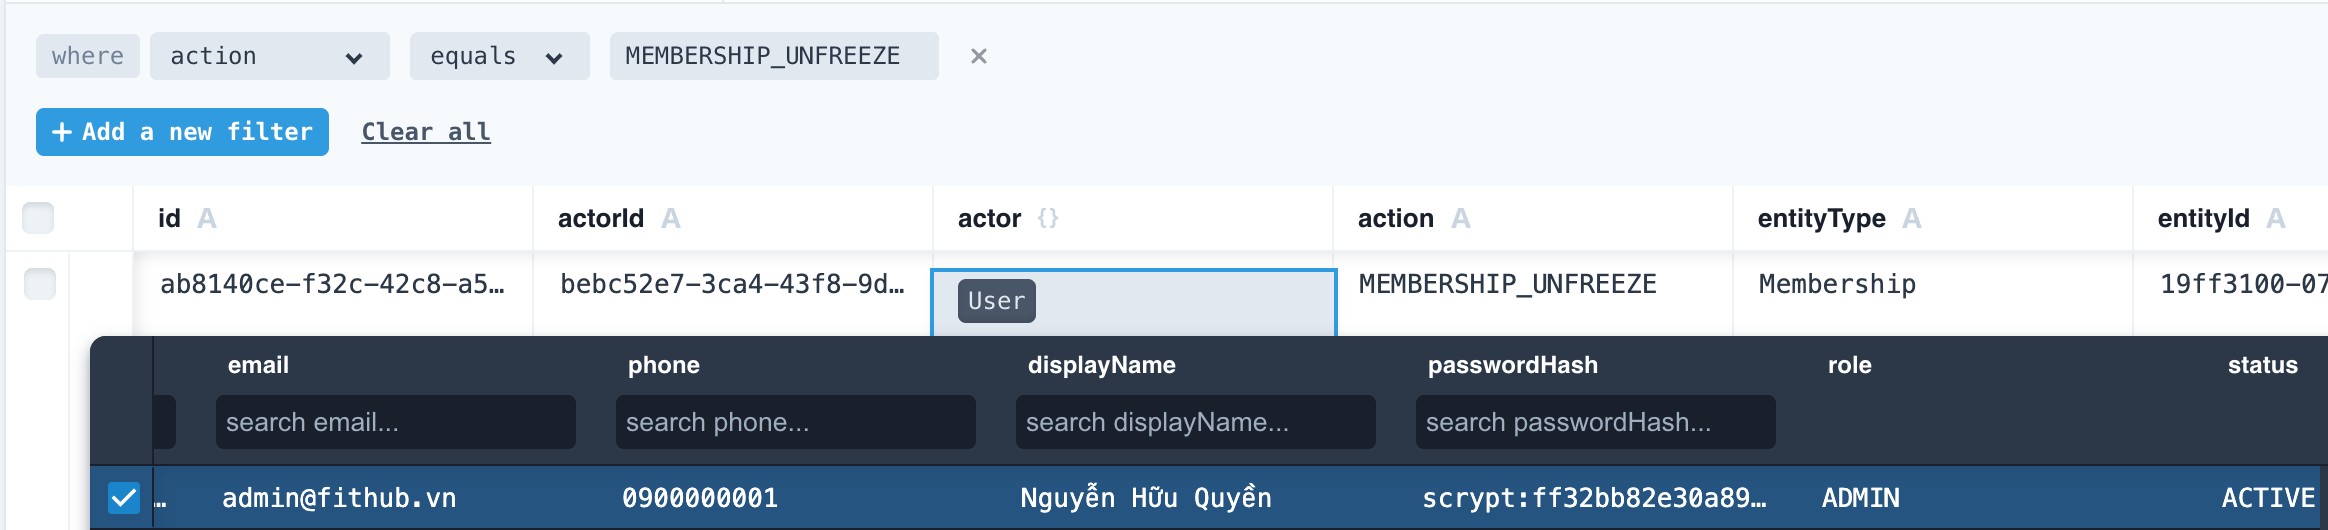 where action equals MEMBERSHIP_UNFREEZE ×
+ Add a new filter Clear all
id A actorId A actor {} action A entityType A entityId A
ab8140ce-f32c-42c8-a5… bebc52e7-3ca4-43f8-9d… User MEMBERSHIP_UNFREEZE Membership 19ff3100-07
email phone displayName passwordHash role status
search email... search phone... search displayName... search passwordHash...
… admin@fithub.vn 0900000001 Nguyễn Hữu Quyền scrypt:ff32bb82e30a89… ADMIN ACTIVE